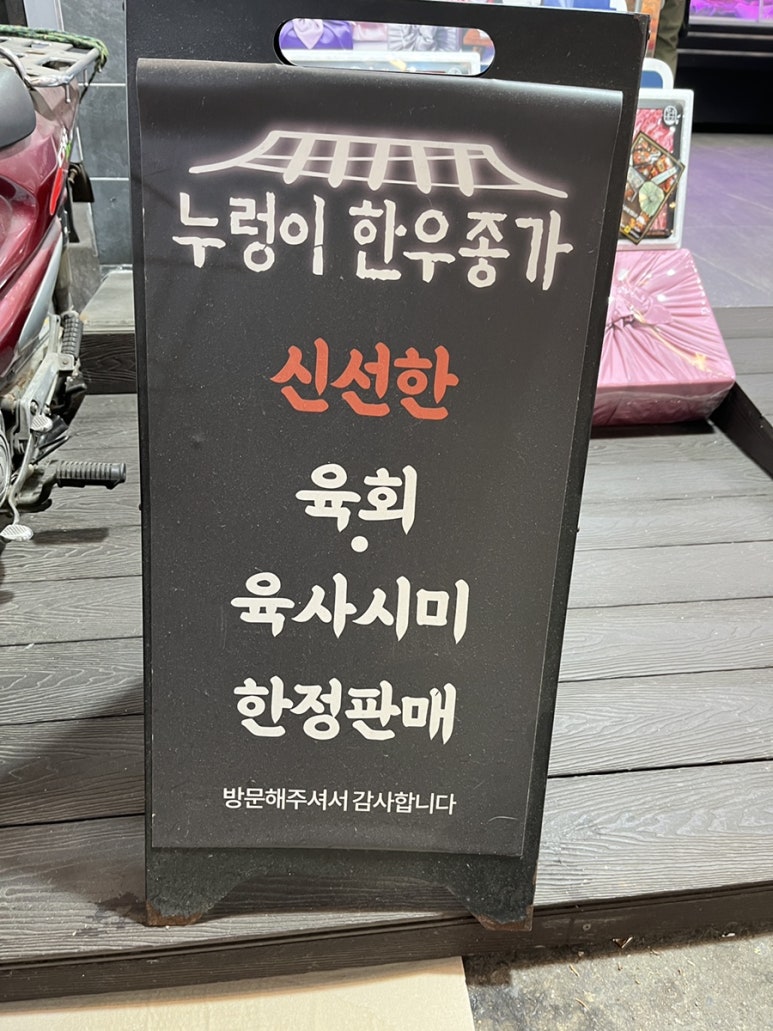 누렁이 한우종가
신선한
육회
•
육사시미
한정판매
방문해주셔서 감사합니다